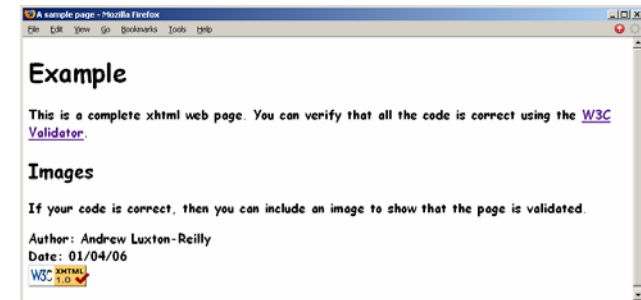 A sample page - Mozilla Firefox
File Edit View Go Bookmarks Tools Help
Example
This is a complete xhtml web page. You can verify that all the code is correct using the W3C
Validator.
Images
If your code is correct, then you can include an image to show that the page is validated.
Author: Andrew Luxton-Reilly
Date: 01/04/06
W3C XHTML
1.0